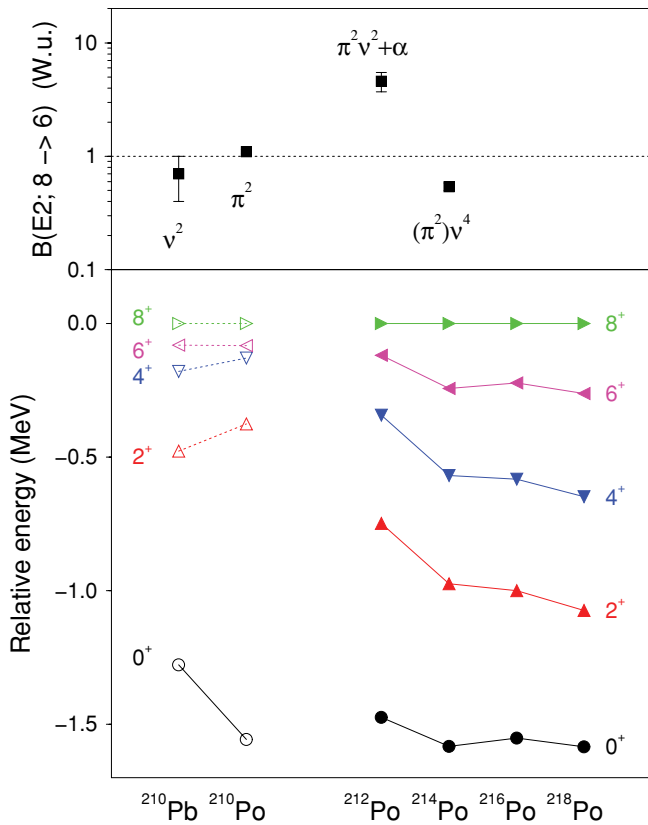 B(E2; 8 −> 6) (W.u.)
10
1
0.1
π²ν²+α
π²
ν²
(π²)ν⁴
Relative energy (MeV)
0.0
−0.5
−1.0
−1.5
8⁺
6⁺
4⁺
2⁺
0⁺
8⁺
6⁺
4⁺
2⁺
0⁺
²¹⁰Pb ²¹⁰Po ²¹²Po ²¹⁴Po ²¹⁶Po ²¹⁸Po